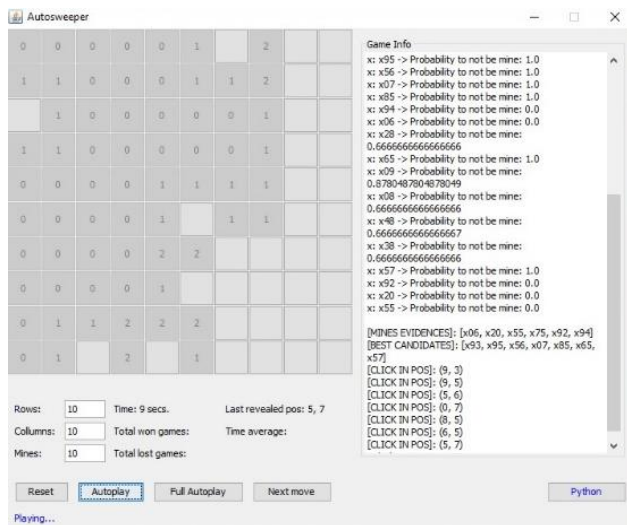 Autosweeper
0 0 0 0 0 1 2
1 1 0 0 0 1 1 2
1 0 0 0 0 0 1
1 1 0 0 0 0 0 1
0 0 0 0 1 1 1 1
0 0 0 0 1 1 1
0 0 0 0 2 2
0 0 0 0 1
0 1 1 2 2 2
0 1 2 1
Rows: 10 Time: 9 secs. Last revealed pos: 5, 7
Collumns: 10 Total won games: Time average:
Mines: 10 Total lost games:
Reset Autoplay Full Autoplay Next move
Playing...
Game Info
x: x95 -> Probability to not be mine: 1.0
x: x56 -> Probability to not be mine: 1.0
x: x07 -> Probability to not be mine: 1.0
x: x85 -> Probability to not be mine: 1.0
x: x94 -> Probability to not be mine: 0.0
x: x06 -> Probability to not be mine: 0.0
x: x28 -> Probability to not be mine:
0.6666666666666666
x: x65 -> Probability to not be mine: 1.0
x: x09 -> Probability to not be mine:
0.8780487804878049
x: x08 -> Probability to not be mine:
0.6666666666666666
x: x48 -> Probability to not be mine:
0.6666666666666667
x: x38 -> Probability to not be mine:
0.6666666666666666
x: x57 -> Probability to not be mine: 1.0
x: x92 -> Probability to not be mine: 0.0
x: x20 -> Probability to not be mine: 0.0
x: x55 -> Probability to not be mine: 0.0
[MINES EVIDENCES]: [x06, x20, x55, x75, x92, x94]
[BEST CANDIDATES]: [x93, x95, x56, x07, x85, x65,
x57]
[CLICK IN POS]: (9, 3)
[CLICK IN POS]: (9, 5)
[CLICK IN POS]: (5, 6)
[CLICK IN POS]: (0, 7)
[CLICK IN POS]: (8, 5)
[CLICK IN POS]: (6, 5)
[CLICK IN POS]: (5, 7)
Python